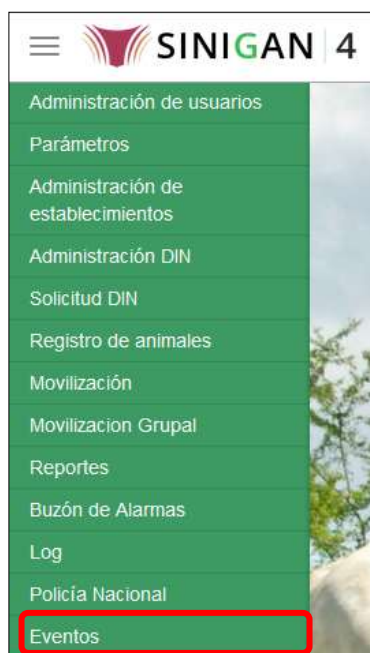 SINIGAN 4
Administración de usuarios
Parámetros
Administración de
establecimientos
Administración DIN
Solicitud DIN
Registro de animales
Movilización
Movilizacion Grupal
Reportes
Buzón de Alarmas
Log
Policía Nacional
Eventos